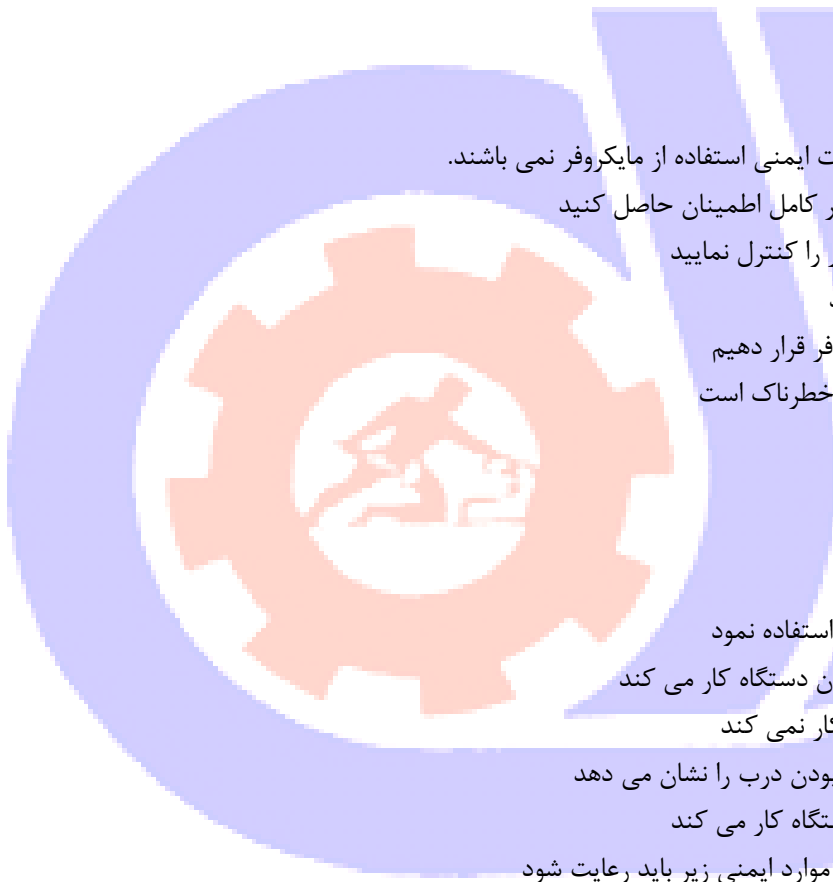 ت ایمنی استفاده از مایکروفر نمی باشند.
ر کامل اطمینان حاصل کنید
ر را کنترل نمایید
د
فر قرار دهیم
خطرناک است
استفاده نمود
ن دستگاه کار می کند
کار نمی کند
بودن درب را نشان می دهد
ستگاه کار می کند
موارد ایمنی زیر باید رعایت شود